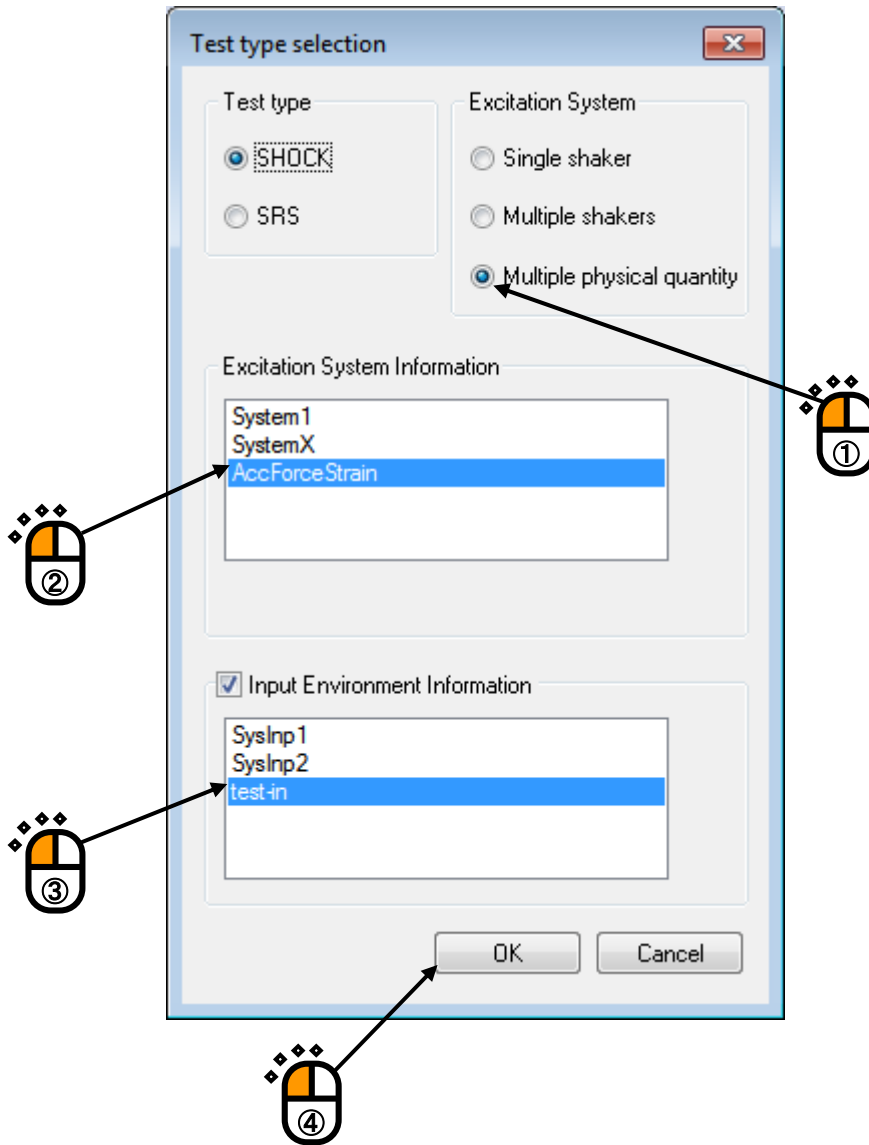 Test type selection
Test type
SHOCK
SRS
Excitation System
Single shaker
Multiple shakers
Multiple physical quantity
①
Excitation System Information
System1
SystemX
AccForceStrain
②
Input Environment Information
SysInp1
SysInp2
test-in
③
OK
Cancel
④